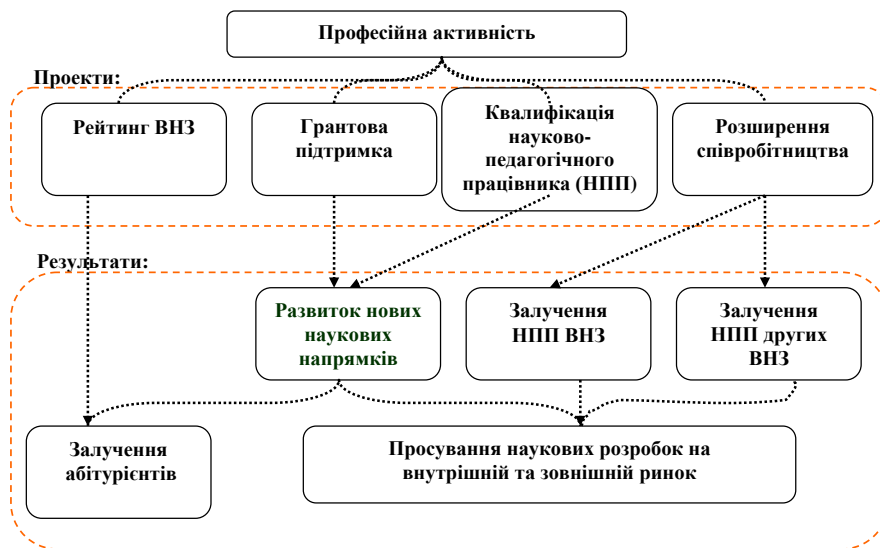 Професійна активність
Проекти:
Рейтинг ВНЗ
Грантова
підтримка
Квалифікація
науково-
педагогічного
працівника (НПП)
Розширення
співробітництва
Результати:
Развиток нових
наукових
напрямків
Залучення
НПП ВНЗ
Залучення
НПП других
ВНЗ
Залучення
абітурієнтів
Просування наукових розробок на
внутрішній та зовнішній ринок